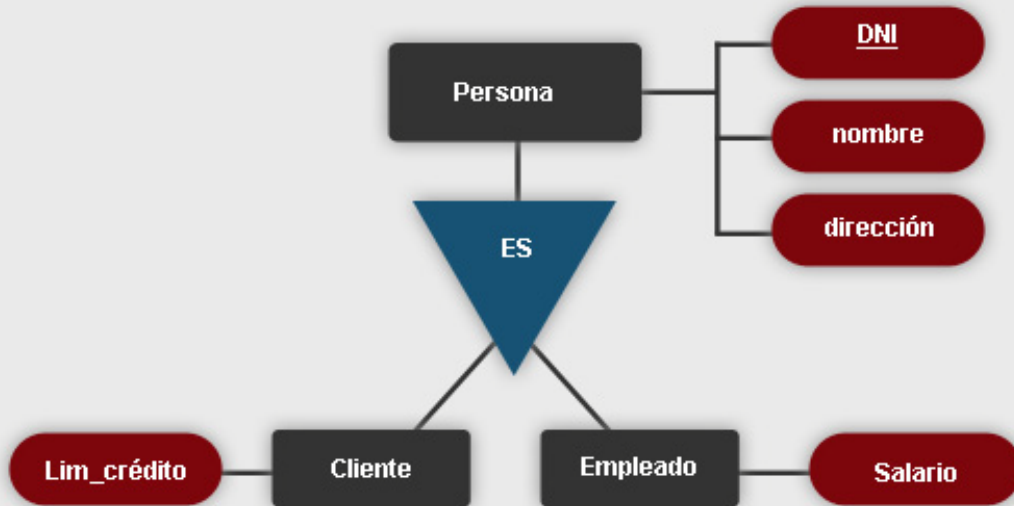 DNI
Persona
nombre
dirección
ES
Lim_crédito
Cliente
Empleado
Salario